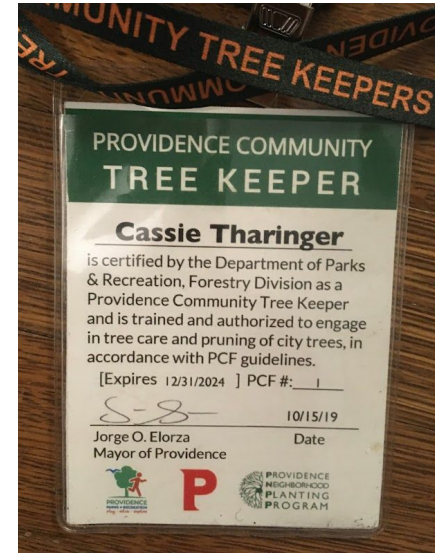 MUNITY TREE KEEPERS
PROVIDENCE COMMUNITY
TREE KEEPER
Cassie Tharinger
is certified by the Department of Parks
& Recreation, Forestry Division as a
Providence Community Tree Keeper
and is trained and authorized to engage
in tree care and pruning of city trees, in
accordance with PCF guidelines.
[Expires 12/31/2024 ] PCF #: 1
10/15/19
Jorge O. Elorza Date
Mayor of Providence
PROVIDENCE
PARKS + RECREATION
P
PROVIDENCE
NEIGHBORHOOD
PLANTING
PROGRAM